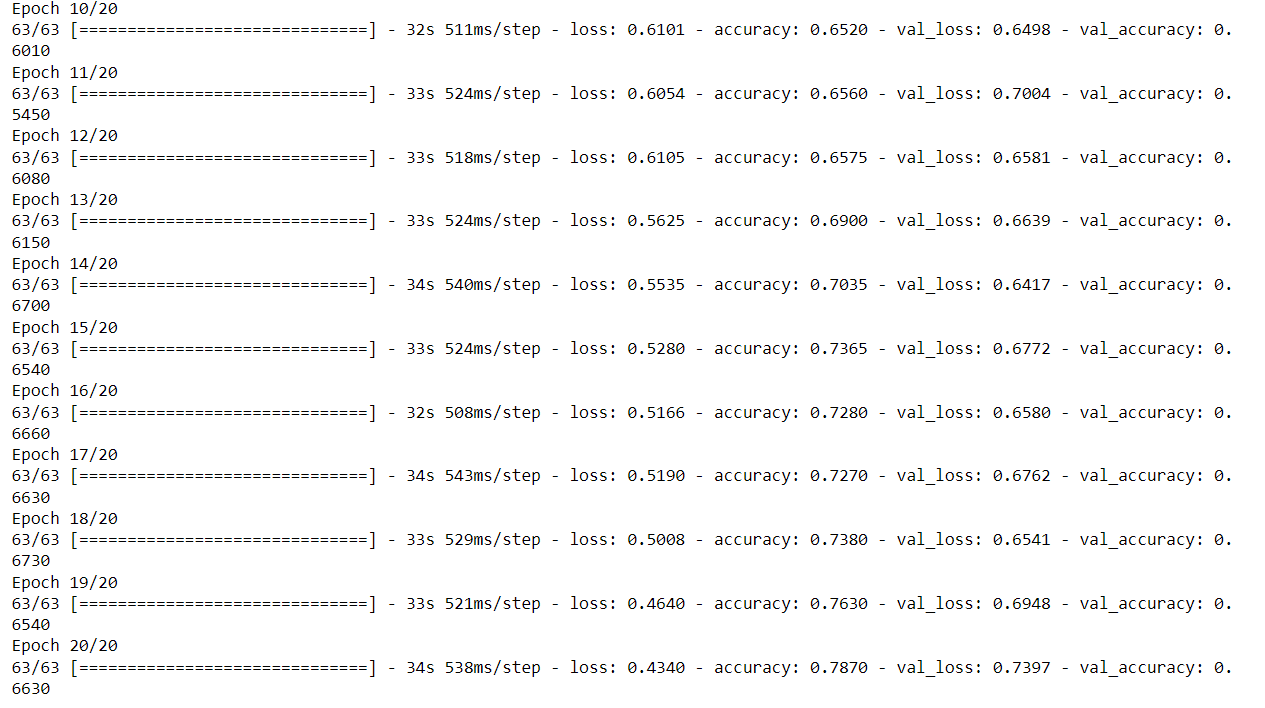 Epoch 10/20
63/63 [==============================] - 32s 511ms/step - loss: 0.6101 - accuracy: 0.6520 - val_loss: 0.6498 - val_accuracy: 0.
6010
Epoch 11/20
63/63 [==============================] - 33s 524ms/step - loss: 0.6054 - accuracy: 0.6560 - val_loss: 0.7004 - val_accuracy: 0.
5450
Epoch 12/20
63/63 [==============================] - 33s 518ms/step - loss: 0.6105 - accuracy: 0.6575 - val_loss: 0.6581 - val_accuracy: 0.
6080
Epoch 13/20
63/63 [==============================] - 33s 524ms/step - loss: 0.5625 - accuracy: 0.6900 - val_loss: 0.6639 - val_accuracy: 0.
6150
Epoch 14/20
63/63 [==============================] - 34s 540ms/step - loss: 0.5535 - accuracy: 0.7035 - val_loss: 0.6417 - val_accuracy: 0.
6700
Epoch 15/20
63/63 [==============================] - 33s 524ms/step - loss: 0.5280 - accuracy: 0.7365 - val_loss: 0.6772 - val_accuracy: 0.
6540
Epoch 16/20
63/63 [==============================] - 32s 508ms/step - loss: 0.5166 - accuracy: 0.7280 - val_loss: 0.6580 - val_accuracy: 0.
6660
Epoch 17/20
63/63 [==============================] - 34s 543ms/step - loss: 0.5190 - accuracy: 0.7270 - val_loss: 0.6762 - val_accuracy: 0.
6630
Epoch 18/20
63/63 [==============================] - 33s 529ms/step - loss: 0.5008 - accuracy: 0.7380 - val_loss: 0.6541 - val_accuracy: 0.
6730
Epoch 19/20
63/63 [==============================] - 33s 521ms/step - loss: 0.4640 - accuracy: 0.7630 - val_loss: 0.6948 - val_accuracy: 0.
6540
Epoch 20/20
63/63 [==============================] - 34s 538ms/step - loss: 0.4340 - accuracy: 0.7870 - val_loss: 0.7397 - val_accuracy: 0.
6630